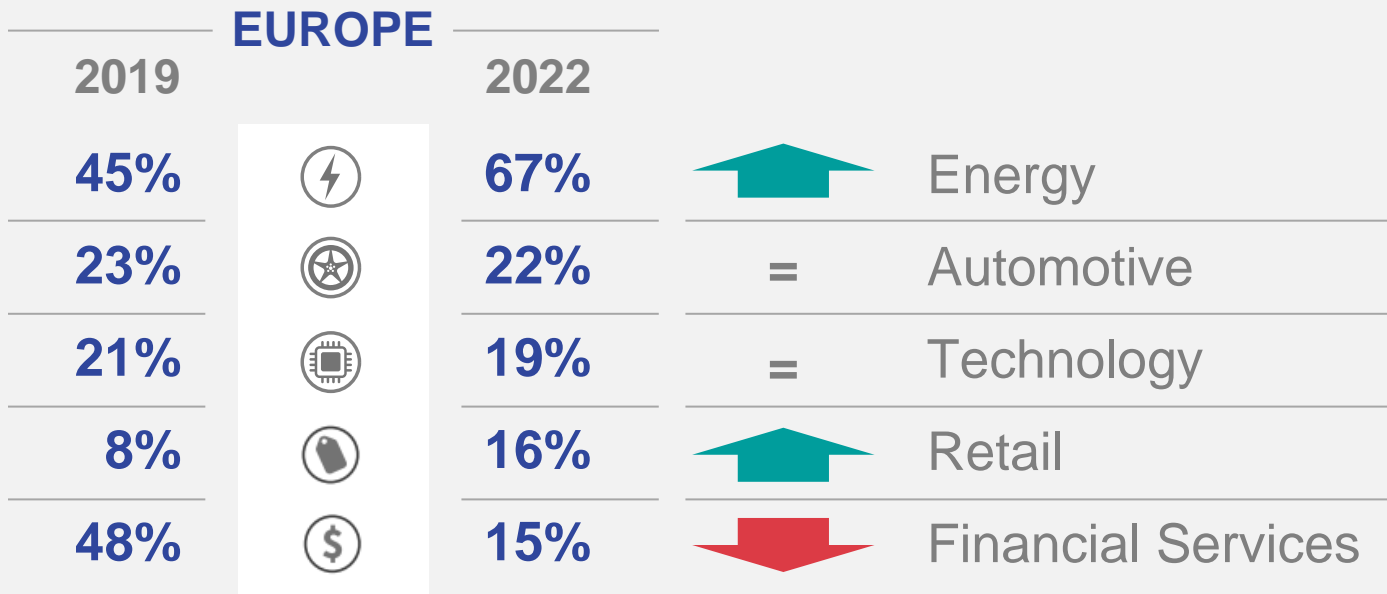 EUROPE
2019 2022
45% 67% Energy
23% 22% = Automotive
21% 19% = Technology
8% 16% Retail
48% $ 15% Financial Services